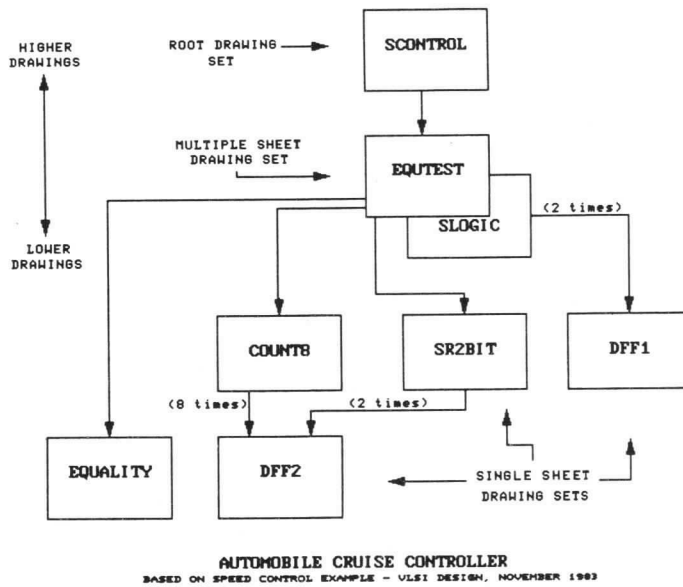 HIGHER
DRAWINGS
ROOT DRAWING
SET
SCONTROL
MULTIPLE SHEET
DRAWING SET
EQUTEST
SLOGIC
(2 times)
LOWER
DRAWINGS
COUNT8
SR2BIT
DFF1
(8 times)
(2 times)
EQUALITY
DFF2
SINGLE SHEET
DRAWING SETS
AUTOMOBILE CRUISE CONTROLLER
BASED ON SPEED CONTROL EXAMPLE - VLSI DESIGN, NOVEMBER 1983